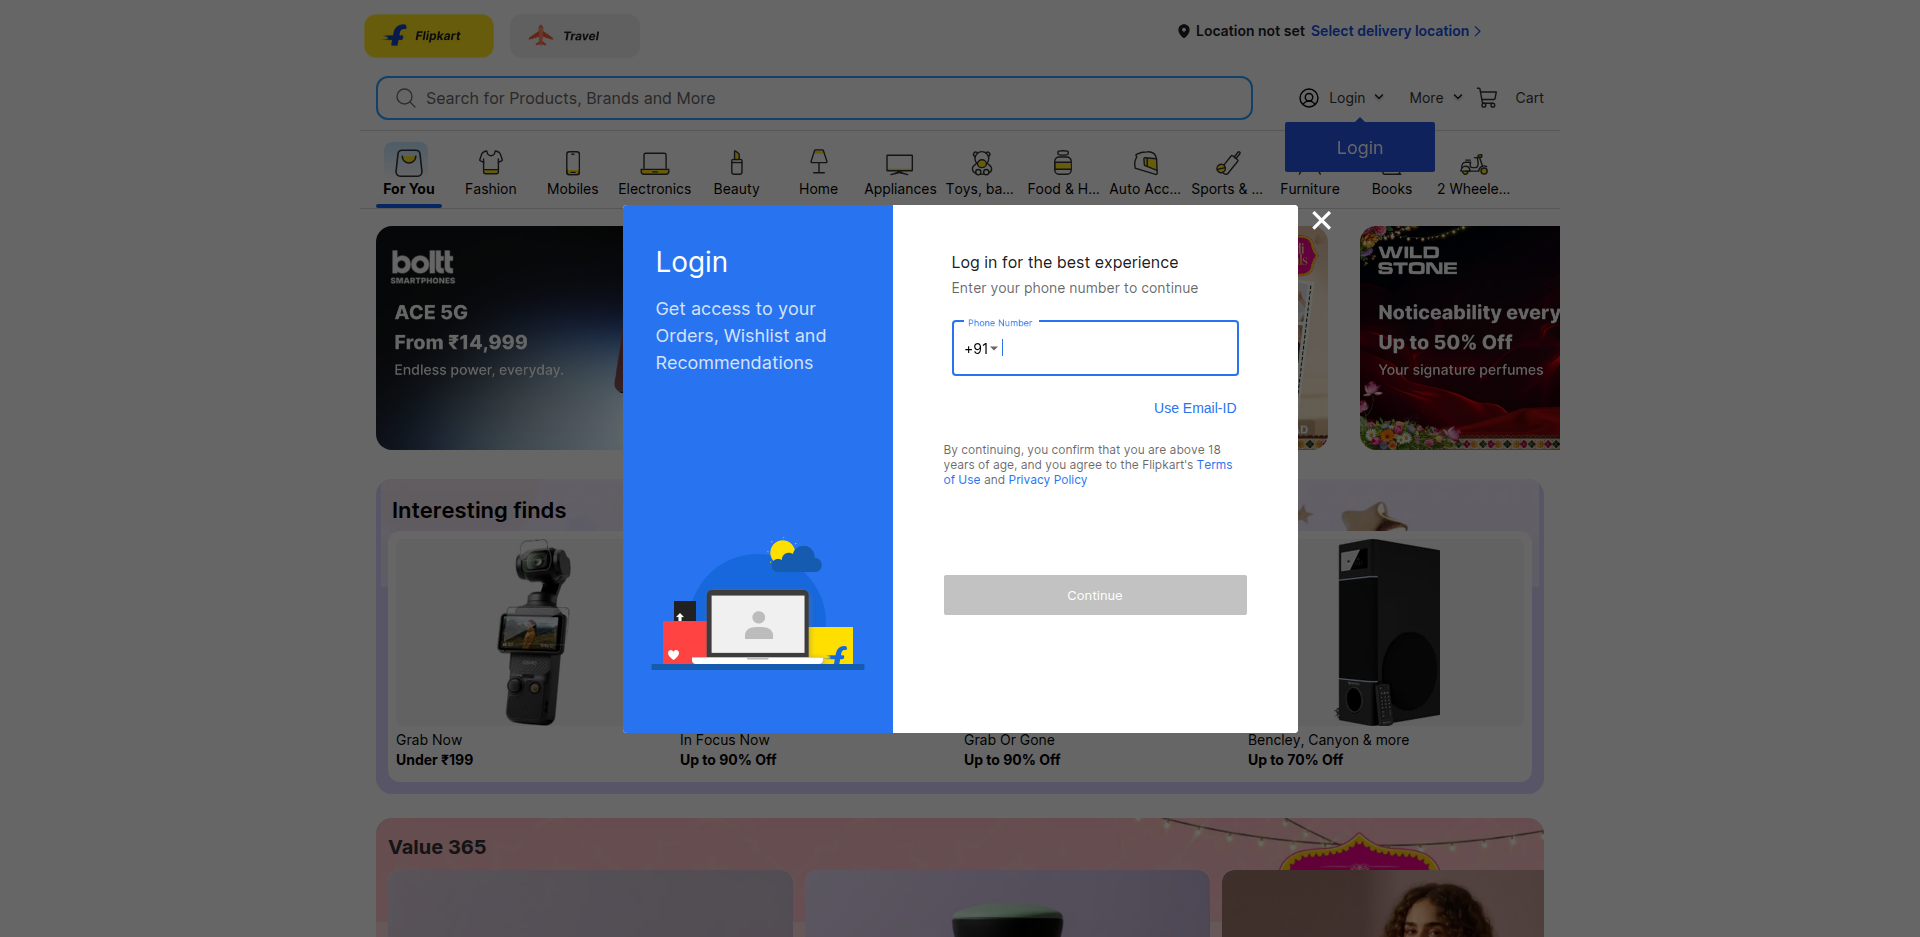 Flipkart
Travel
Location not set Select delivery location
Search for Products, Brands and More
Login
More
Cart
Login
For You
Fashion
Mobiles
Electronics
Beauty
Home
Appliances
Toys, ba...
Food & H...
Auto Acc...
Sports & ...
Furniture
Books
2 Wheele...
boltt
SMARTPHONES
ACE 5G
From ₹14,999
Endless power, everyday.
Login
Get access to your
Orders, Wishlist and
Recommendations
Log in for the best experience
Enter your phone number to continue
Phone Number
+91
Use Email-ID
By continuing, you confirm that you are above 18
years of age, and you agree to the Flipkart's Terms
of Use and Privacy Policy
Continue
WILD
STONE
Noticeability every
Up to 50% Off
Your signature perfumes
Interesting finds
Grab Now
Under ₹199
In Focus Now
Up to 90% Off
Grab Or Gone
Up to 90% Off
Bencley, Canyon & more
Up to 70% Off
Value 365